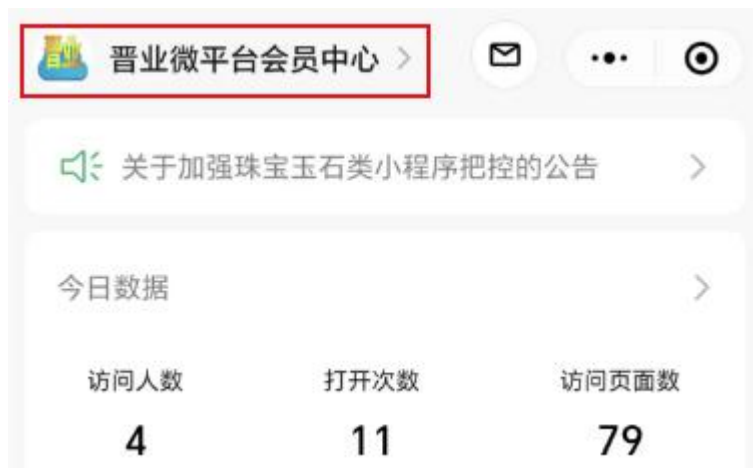 晋业
晋业微平台会员中心
关于加强珠宝玉石类小程序把控的公告
今日数据
访问人数 打开次数 访问页面数
4 11 79